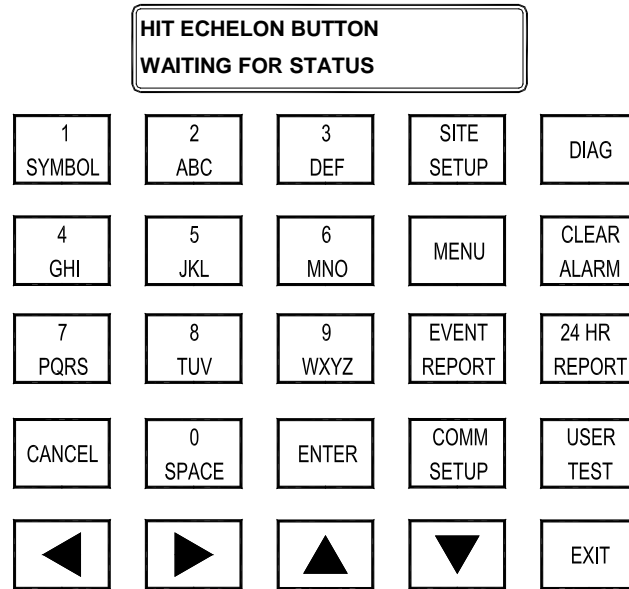 HIT ECHELON BUTTON
WAITING FOR STATUS
1
SYMBOL
2
ABC
3
DEF
SITE
SETUP
DIAG
4
GHI
5
JKL
6
MNO
MENU
CLEAR
ALARM
7
PQRS
8
TUV
9
WXYZ
EVENT
REPORT
24 HR
REPORT
CANCEL
0
SPACE
ENTER
COMM
SETUP
USER
TEST
EXIT